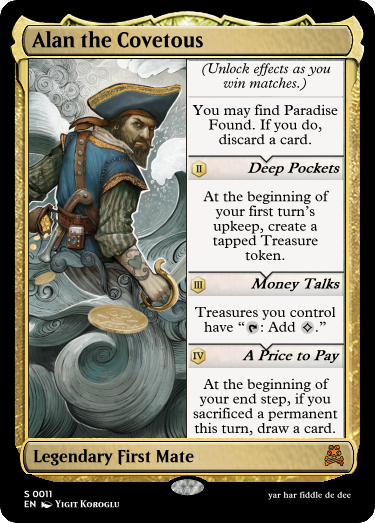 Alan the Covetous
(Unlock effects as you
win matches.)
You may find Paradise
Found. If you do,
discard a card.
II
Deep Pockets
At the beginning of
your first turn's
upkeep, create a
tapped Treasure
token.
III
Money Talks
Treasures you control
have “: Add .”
IV
A Price to Pay
At the beginning of
your end step, if you
sacrificed a permanent
this turn, draw a card.
Legendary First Mate
S 0011
EN Yigit Koroglu
yar har fiddle de dee